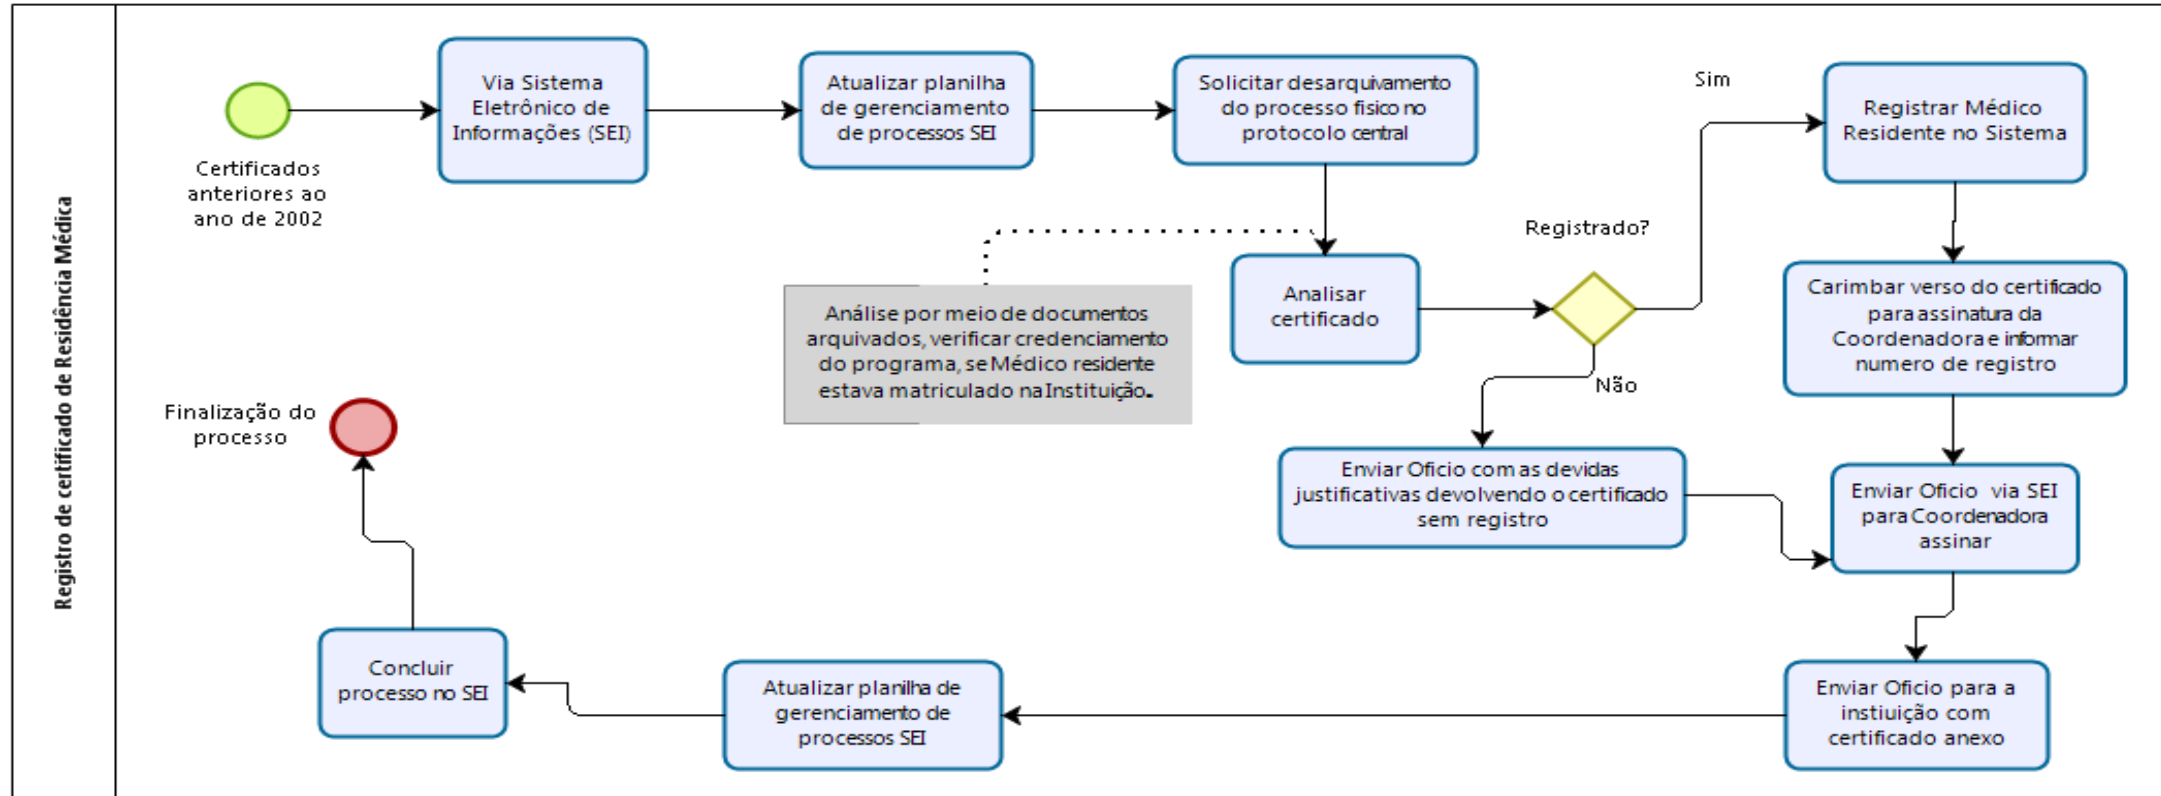 Registro de certificado de Residência Médica
Certificados
anteriores ao
ano de 2002
Via Sistema
Eletrônico de
Informações (SEI)
Atualizar planilha
de gerenciamento
de processos SEI
Solicitar desarquivamento
do processo fisico no
protocolo central
Analisar
certificado
Análise por meio de documentos
arquivados, verificar credenciamento
do programa, se Médico residente
estava matriculado na Instituição.
Registrado?
Sim
Registrar Médico
Residente no Sistema
Carimbar verso do certificado
para assinatura da
Coordenadora e informar
numero de registro
Não
Enviar Oficio com as devidas
justificativas devolvendo o certificado
sem registro
Enviar Oficio via SEI
para Coordenadora
assinar
Enviar Oficio para a
instiuição com
certificado anexo
Atualizar planilha de
gerenciamento de
processos SEI
Concluir
processo no SEI
Finalização do
processo